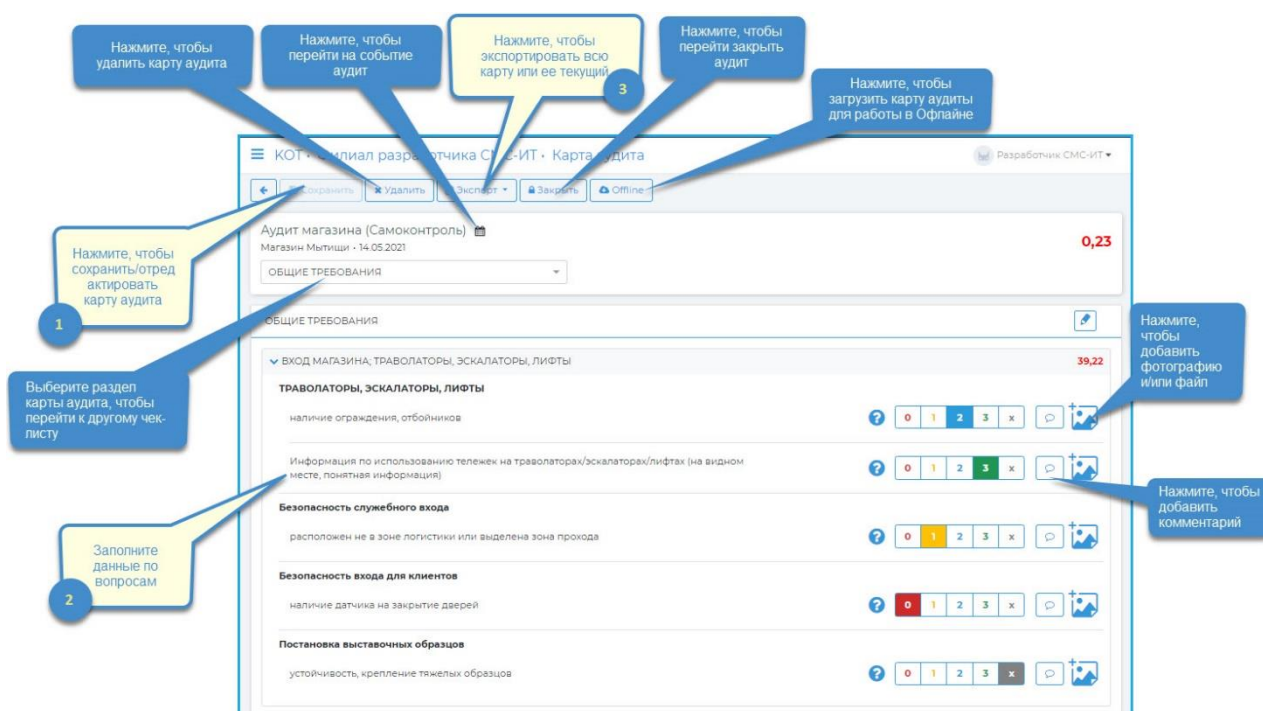 Нажмите, чтобы
удалить карту аудита
Нажмите, чтобы
перейти на событие
аудит
Нажмите, чтобы
экспортировать всю
карту или ее текущий
3
Нажмите, чтобы
перейти закрыть
аудит
Нажмите, чтобы
загрузить карту аудиты
для работы в Офлайне
КОТ · Филиал разработчика СМС-ИТ · Карта аудита
Разработчик СМС-ИТ
Сохранить
Удалить
Экспорт
Закрыть
Offline
Аудит магазина (Самоконтроль)
Магазин Мытищи · 14.05.2021
0,23
ОБЩИЕ ТРЕБОВАНИЯ
Нажмите, чтобы
сохранить/отред
актировать
карту аудита
1
ОБЩИЕ ТРЕБОВАНИЯ
Нажмите,
чтобы
добавить
фотографию
и/или файл
ВХОД МАГАЗИНА; ТРАВОЛАТОРЫ, ЭСКАЛАТОРЫ, ЛИФТЫ
39,22
Выберите раздел
карты аудита, чтобы
перейти к другому чек-
листу
ТРАВОЛАТОРЫ, ЭСКАЛАТОРЫ, ЛИФТЫ
наличие ограждения, отбойников
? 0 1 2 3 x
Информация по использованию тележек на траволаторах/эскалаторах/лифтах (на видном
месте, понятная информация)
? 0 1 2 3 x
Нажмите, чтобы
добавить
комментарий
Безопасность служебного входа
расположен не в зоне логистики или выделена зона прохода
? 0 1 2 3 x
Заполните
данные по
вопросам
2
Безопасность входа для клиентов
наличие датчика на закрытие дверей
? 0 1 2 3 x
Постановка выставочных образцов
устойчивость, крепление тяжелых образцов
? 0 1 2 3 x